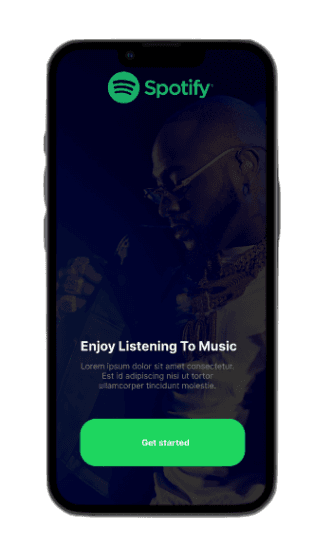 Spotify
Enjoy Listening To Music
Lorem ipsum dolor sit amet consectetur.
Est id adipiscing nisi ut tortor
ullamcorper tincidunt molestie.
Get started